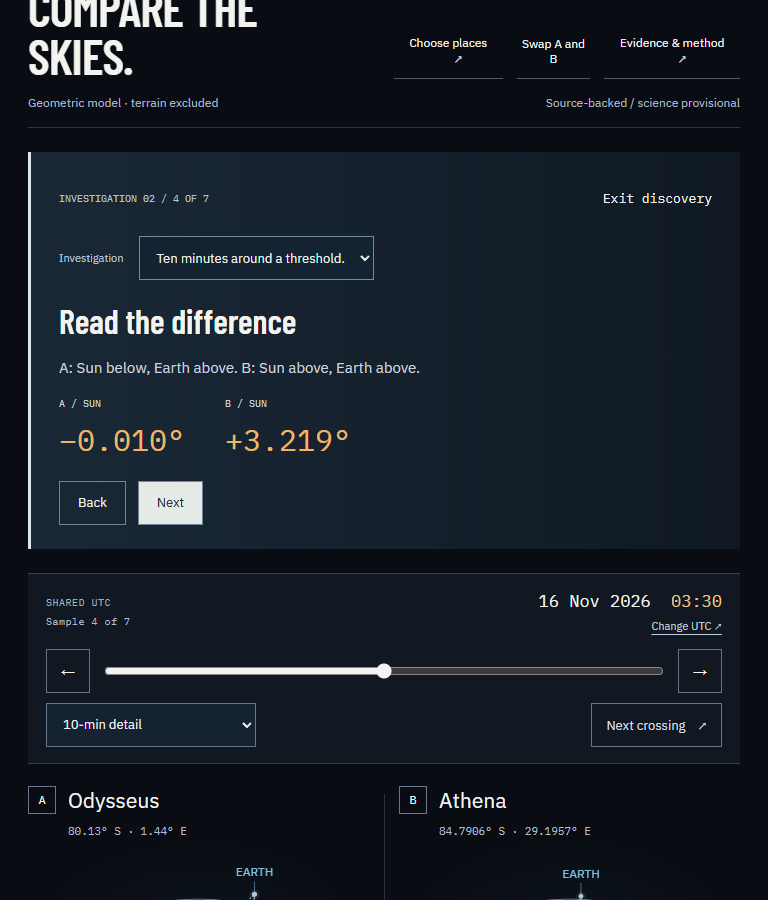 COMPARE THE
SKIES.
Choose places
↗
Swap A and
B
Evidence & method
↗
Geometric model · terrain excluded
Source-backed / science provisional
INVESTIGATION 02 / 4 OF 7
Exit discovery
Investigation
Ten minutes around a threshold.
Read the difference
A: Sun below, Earth above. B: Sun above, Earth above.
A / SUN
B / SUN
−0.010°
+3.219°
Back
Next
SHARED UTC
16 Nov 2026 03:30
Sample 4 of 7
Change UTC ↗
←
→
10-min detail
Next crossing ↗
A Odysseus
80.13° S · 1.44° E
B Athena
84.7906° S · 29.1957° E
EARTH
EARTH